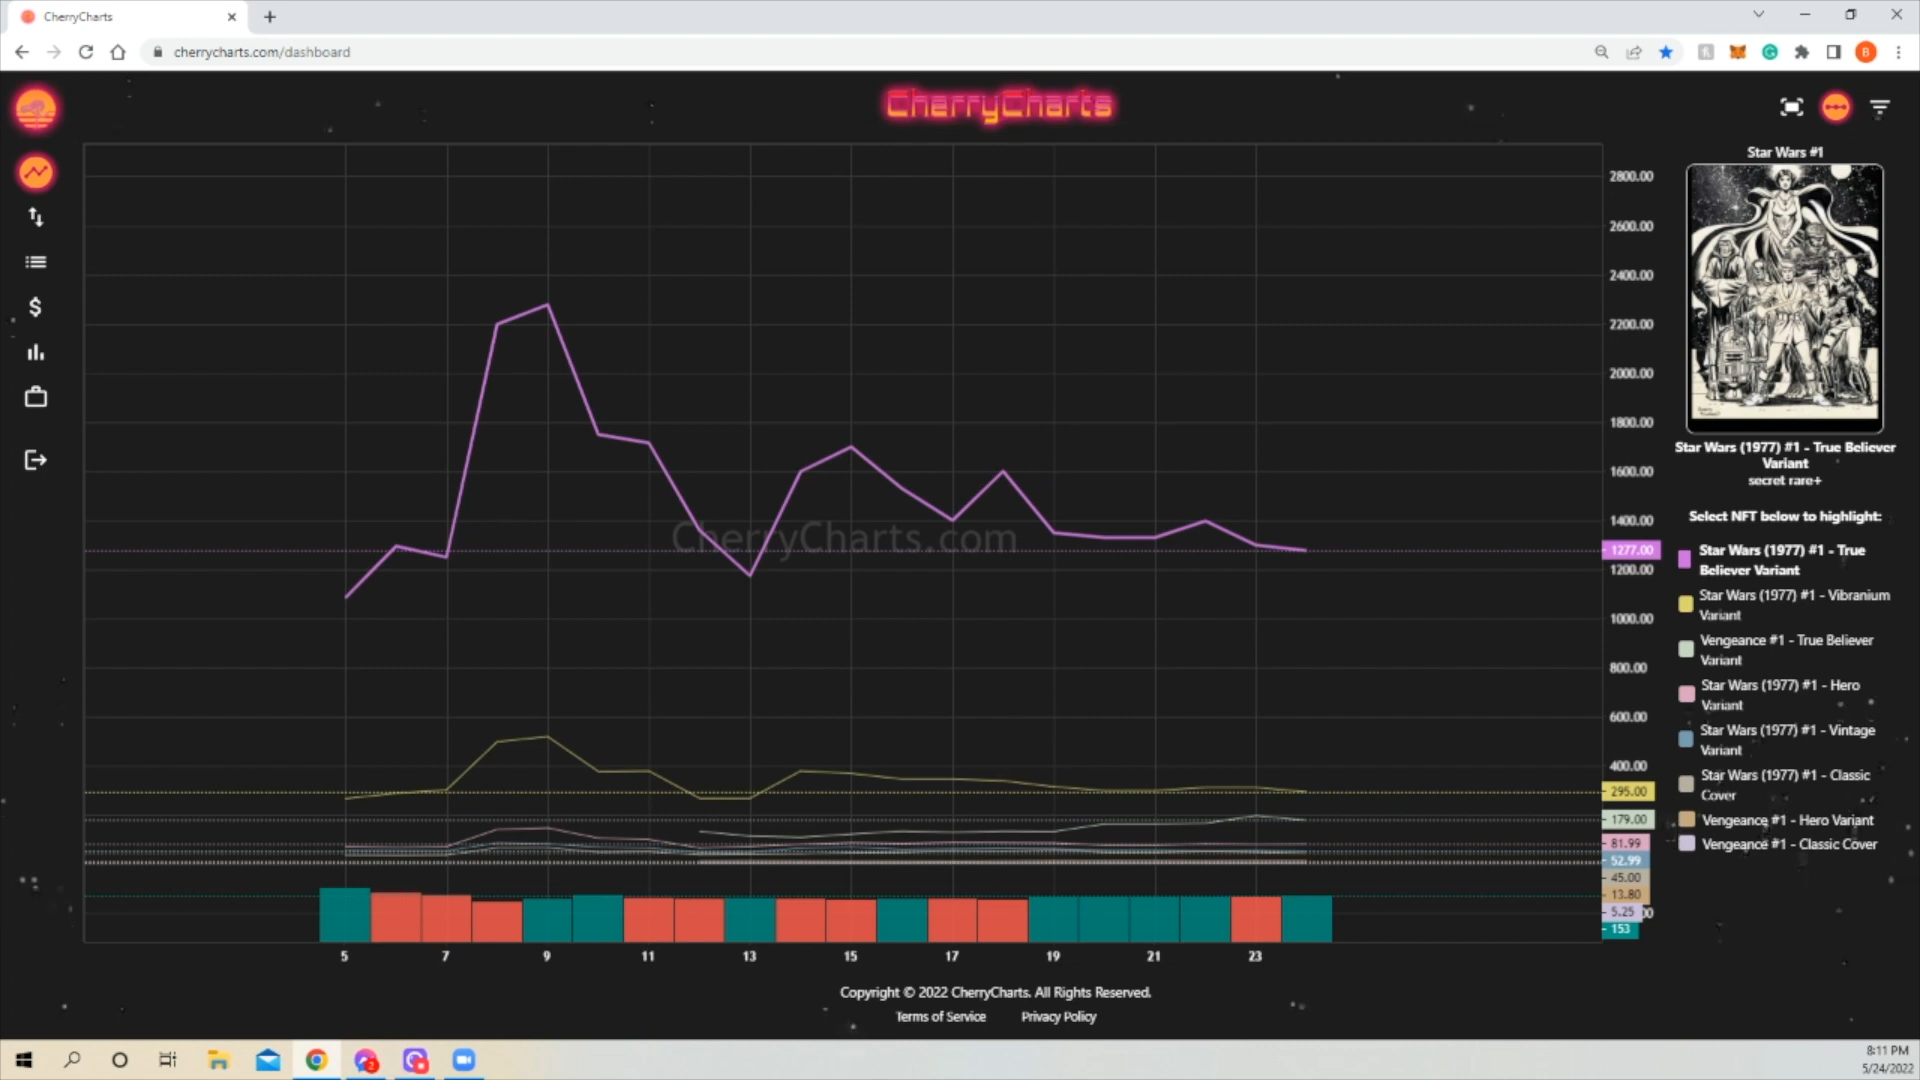 CherryCharts
cherrycharts.com/dashboard
B
CherryCharts
Star Wars #1
Star Wars (1977) #1 - True Believer
Variant
secret rare+
Select NFT below to highlight:
Star Wars (1977) #1 - True
Believer Variant
Star Wars (1977) #1 - Vibranium
Variant
Vengeance #1 - True Believer
Variant
Star Wars (1977) #1 - Hero
Variant
Star Wars (1977) #1 - Vintage
Variant
Star Wars (1977) #1 - Classic
Cover
Vengeance #1 - Hero Variant
Vengeance #1 - Classic Cover
2800.00
2600.00
2400.00
2200.00
2000.00
1800.00
1600.00
1400.00
1277.00
1200.00
1000.00
800.00
600.00
400.00
295.00
179.00
81.99
52.99
45.00
13.80
5.25
153
CherryCharts.com
5 7 9 11 13 15 17 19 21 23
Copyright © 2022 CherryCharts. All Rights Reserved.
Terms of Service Privacy Policy
2
8:11 PM
5/24/2022